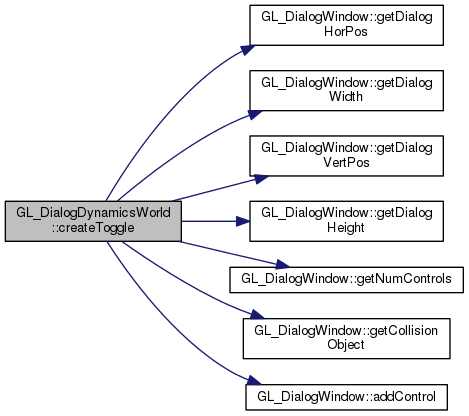 GL_DialogWindow::getDialog
HorPos
GL_DialogWindow::getDialog
Width
GL_DialogWindow::getDialog
VertPos
GL_DialogDynamicsWorld
::createToggle
GL_DialogWindow::getDialog
Height
GL_DialogWindow::getNumControls
GL_DialogWindow::getCollision
Object
GL_DialogWindow::addControl